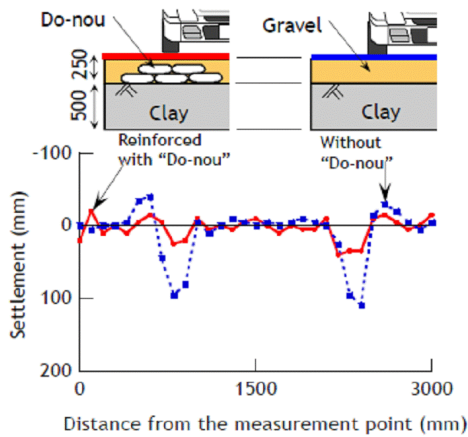 Do-nou
Gravel
250
500
Clay
Clay
Reinforced
with "Do-nou"
Without
"Do-nou"
-100
0
100
200
Settlement (mm)
0
1500
3000
Distance from the measurement point (mm)